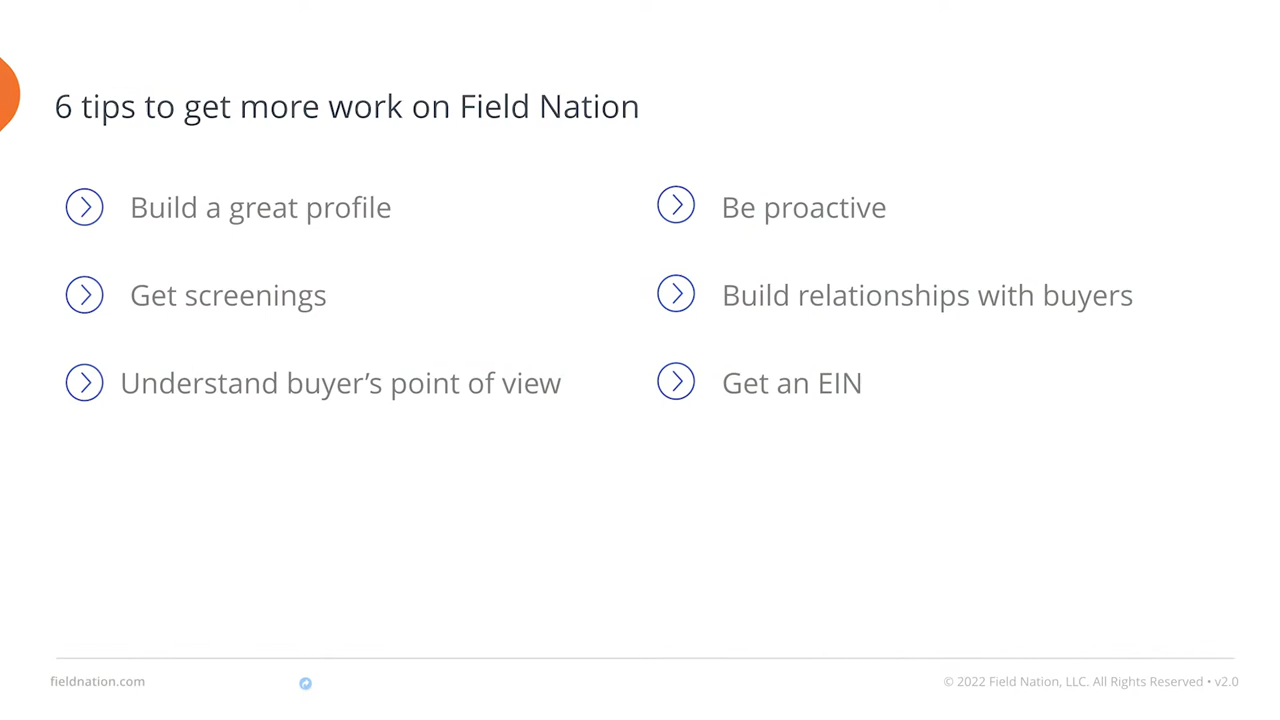 6 tips to get more work on Field Nation
Build a great profile
Get screenings
Understand buyer’s point of view
Be proactive
Build relationships with buyers
Get an EIN
fieldnation.com
© 2022 Field Nation, LLC. All Rights Reserved • v2.0